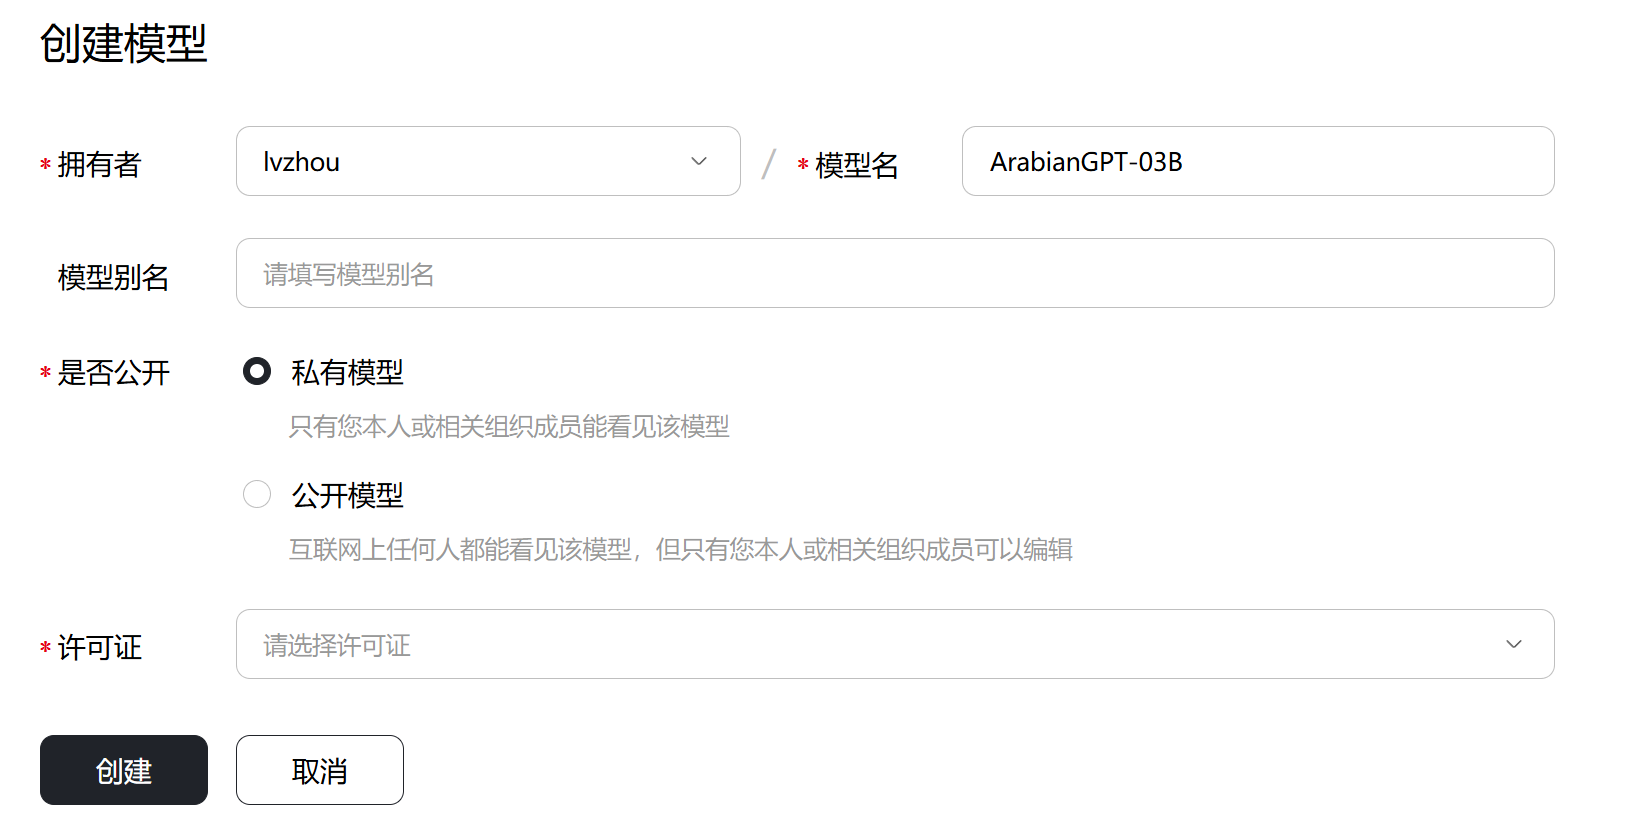 创建模型
* 拥有者 lvzhou / * 模型名 ArabianGPT-03B
模型别名 请填写模型别名
* 是否公开 私有模型
只有您本人或相关组织成员能看见该模型
公开模型
互联网上任何人都能看见该模型，但只有您本人或相关组织成员可以编辑
* 许可证 请选择许可证
创建 取消